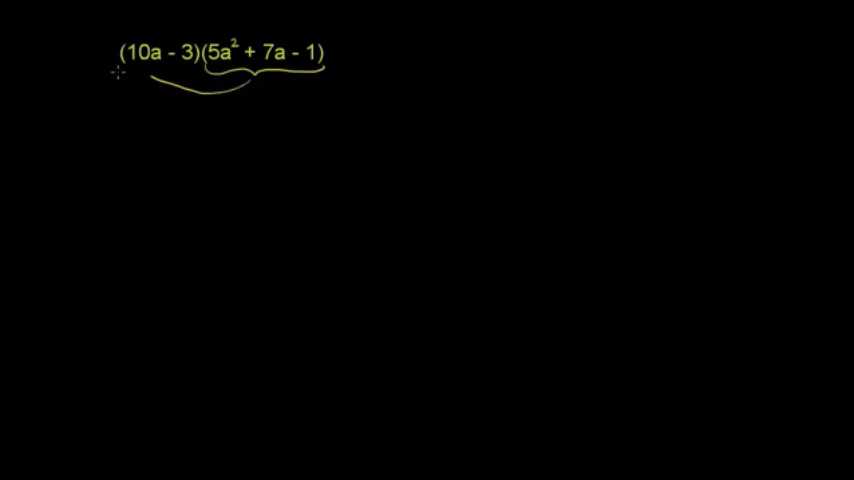 (10a - 3)(5a² + 7a - 1)